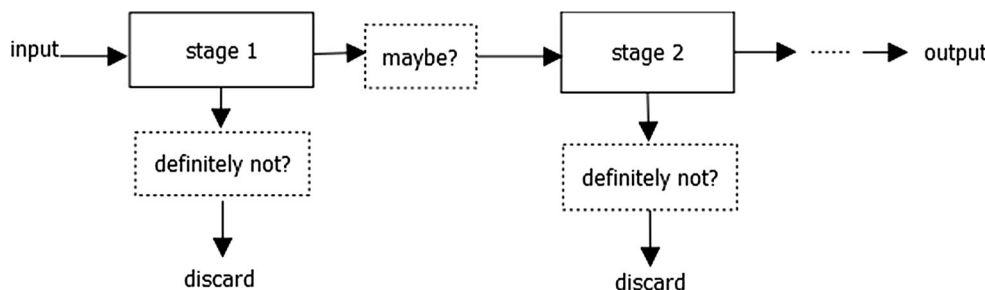 input
stage 1
maybe?
stage 2
......
output
definitely not?
definitely not?
discard
discard